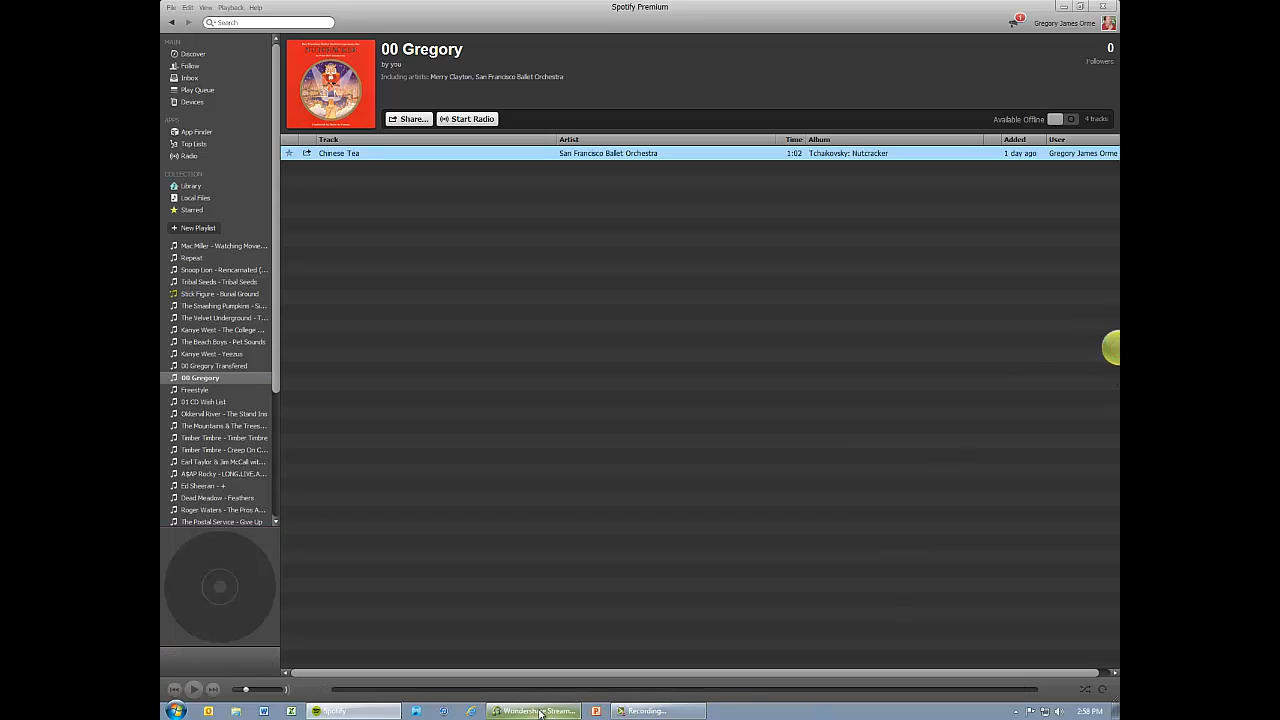 File Edit View Playback Help
Spotify Premium
Search
1
Gregory James Orme
MAIN
Discover
Follow
Inbox
Play Queue
Devices
APPS
App Finder
Top Lists
Radio
COLLECTION
Library
Local Files
Starred
+ New Playlist
Mac Miller - Watching Movie...
Repeat
Snoop Lion - Reincarnated (...
Tribal Seeds - Tribal Seeds
Stick Figure - Burial Ground
The Smashing Pumpkins - Si...
The Velvet Underground - T...
Kanye West - The College ...
The Beach Boys - Pet Sounds
Kanye West - Yeezus
00 Gregory Transfered
00 Gregory
Freestyle
01 CD Wish List
Okkervil River - The Stand Ins
The Mountains & The Trees...
Timber Timbre - Timber Timbre
Timber Timbre - Creep On C...
Earl Taylor & Jim McCall wit...
A$AP Rocky - LONG.LIVE.A...
Ed Sheeran - +
Dead Meadow - Feathers
Roger Waters - The Pros A...
The Postal Service - Give Up
00 Gregory
by you
Including artists: Merry Clayton, San Francisco Ballet Orchestra
0
Followers
Share... Start Radio
Available Offline 4 tracks
Track Artist Time Album Added User
Chinese Tea San Francisco Ballet Orchestra 1:02 Tchaikovsky: Nutcracker 1 day ago Gregory James Orme
Spotify Wondershare Stream... Recording... 2:58 PM